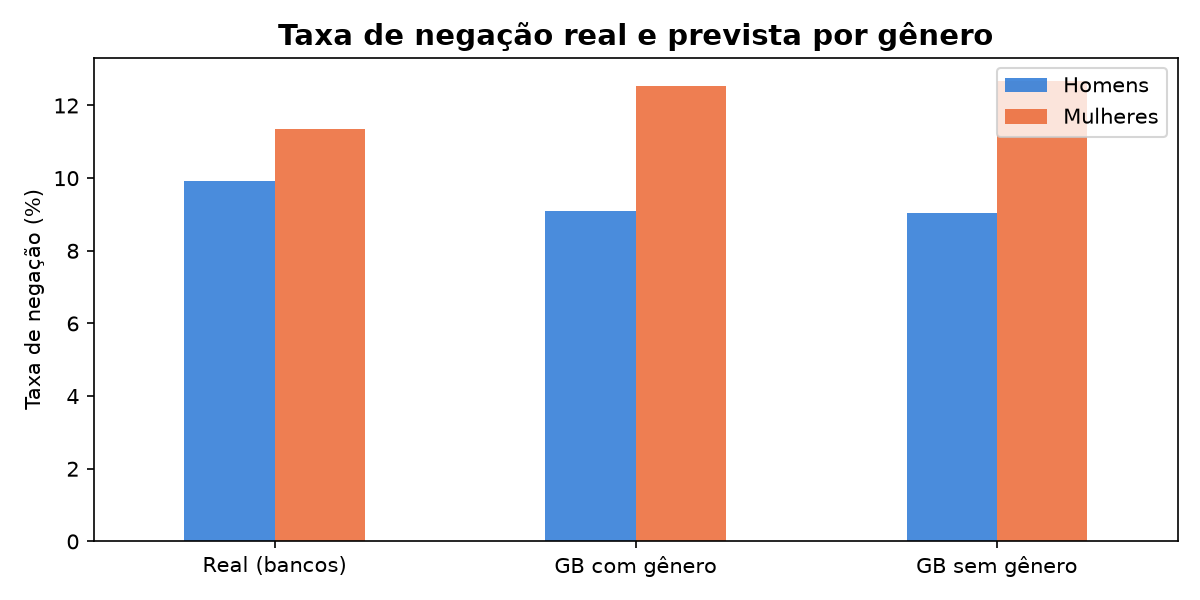 Taxa de negação real e prevista por gênero
Homens
Mulheres
Taxa de negação (%)
12
10
8
6
4
2
0
Real (bancos)
GB com gênero
GB sem gênero